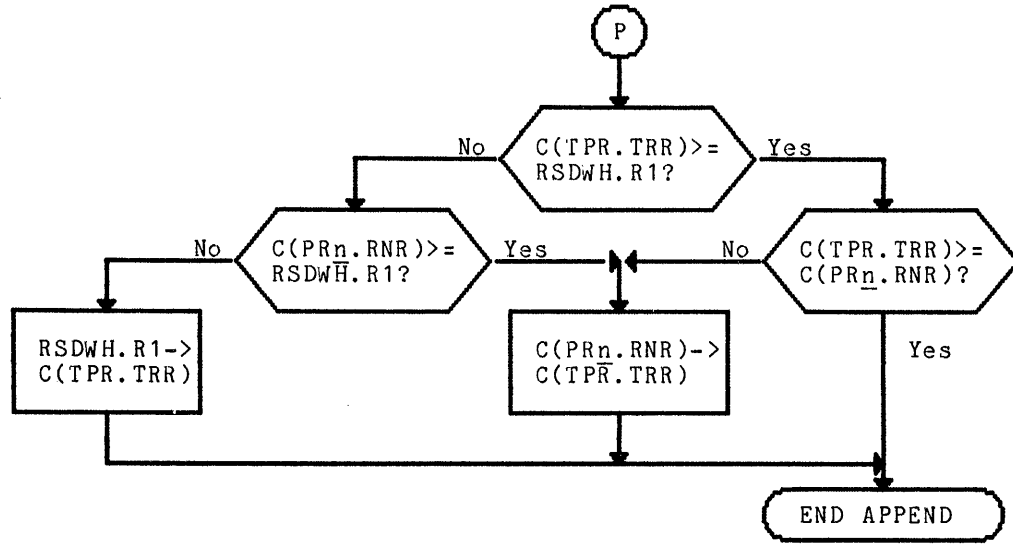 P
C(TPR.TRR)>=
RSDWH.R1?
No
Yes
C(PRn.RNR)>=
RSDWH.R1?
No
Yes
C(TPR.TRR)>=
C(PRn.RNR)?
No
Yes
RSDWH.R1->
C(TPR.TRR)
C(PRn.RNR)->
C(TPR.TRR)
END APPEND